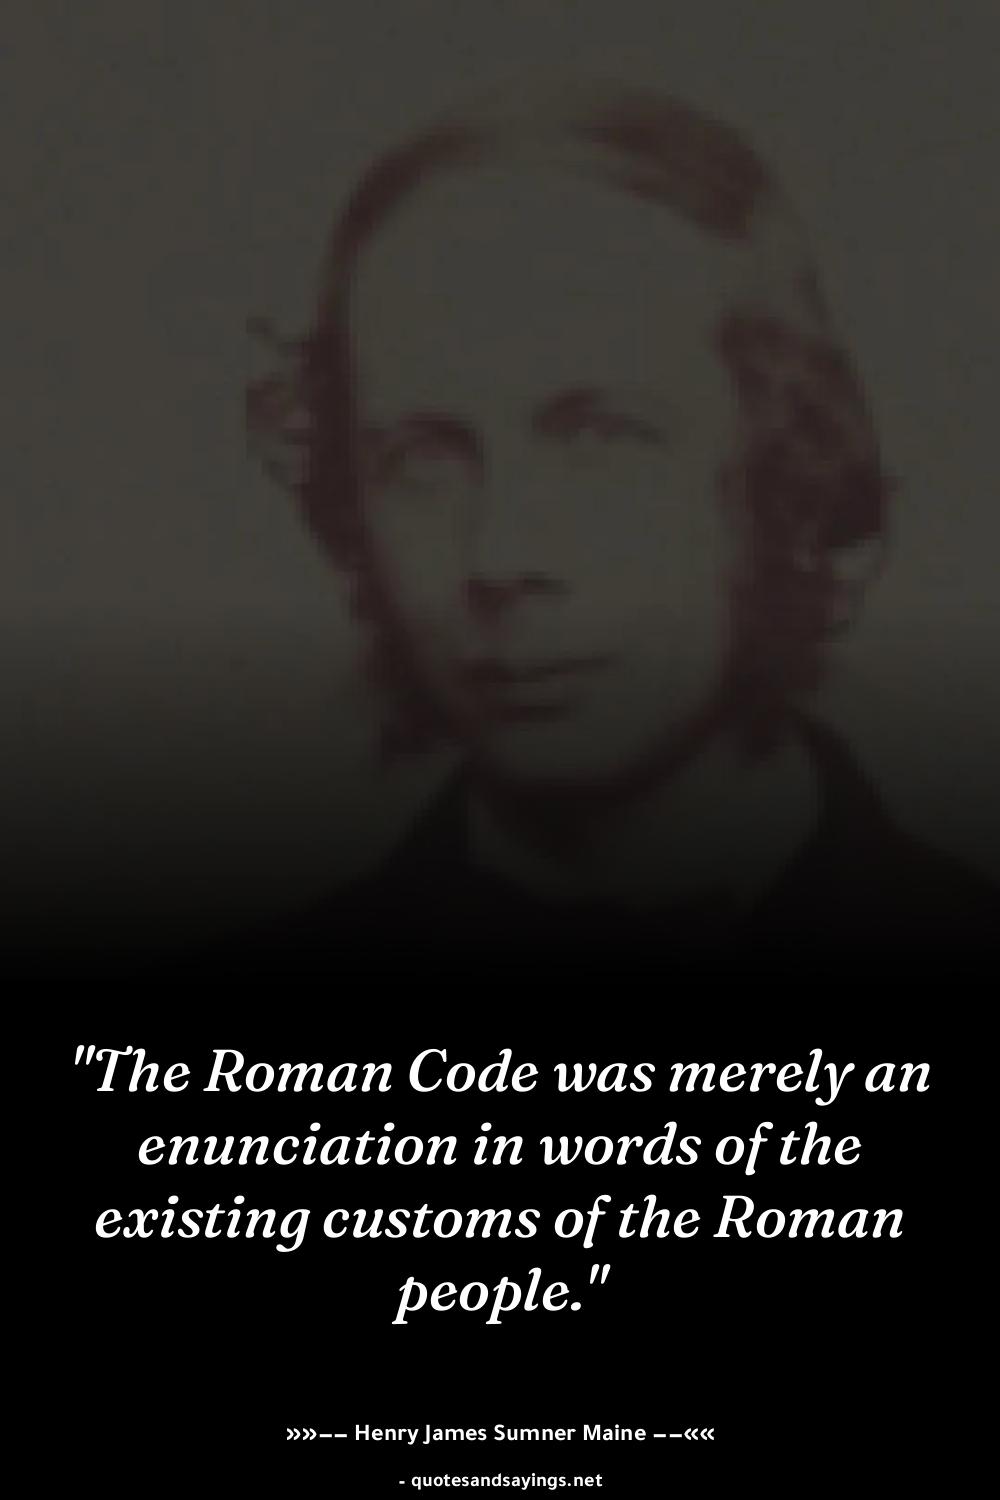 "The Roman Code was merely an
enunciation in words of the
existing customs of the Roman
people."
»»–– Henry James Sumner Maine ––««
- quotesandsayings.net